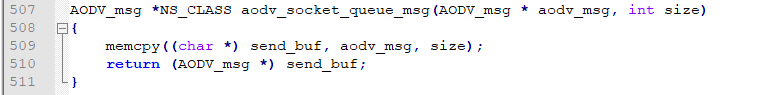 507 AODV_msg *NS_CLASS aodv_socket_queue_msg(AODV_msg * aodv_msg, int size)
508 {
509     memcpy((char *) send_buf, aodv_msg, size);
510     return (AODV_msg *) send_buf;
511 }